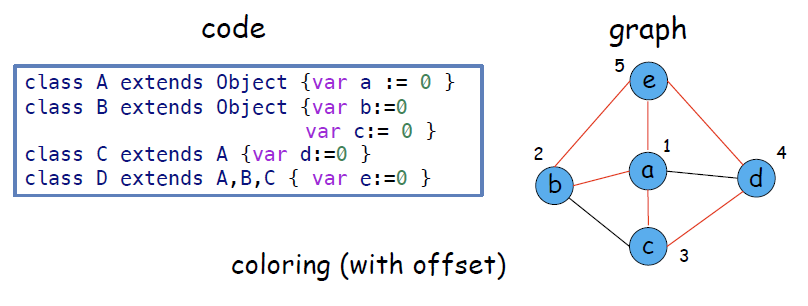 code
graph
class A extends Object {var a := 0 }
class B extends Object {var b:=0
var c:= 0 }
class C extends A {var d:=0 }
class D extends A,B,C { var e:=0 }
5
e
1
a
2
b
4
d
c
3
coloring (with offset)